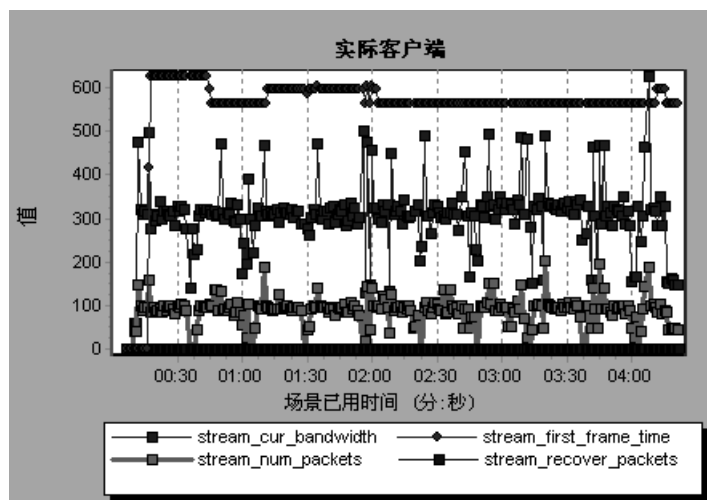 实际客户端
600
500
400
值
300
200
100
0
00:30 01:00 01:30 02:00 02:30 03:00 03:30 04:00
场景已用时间 (分:秒)
stream_cur_bandwidth stream_first_frame_time
stream_num_packets stream_recover_packets